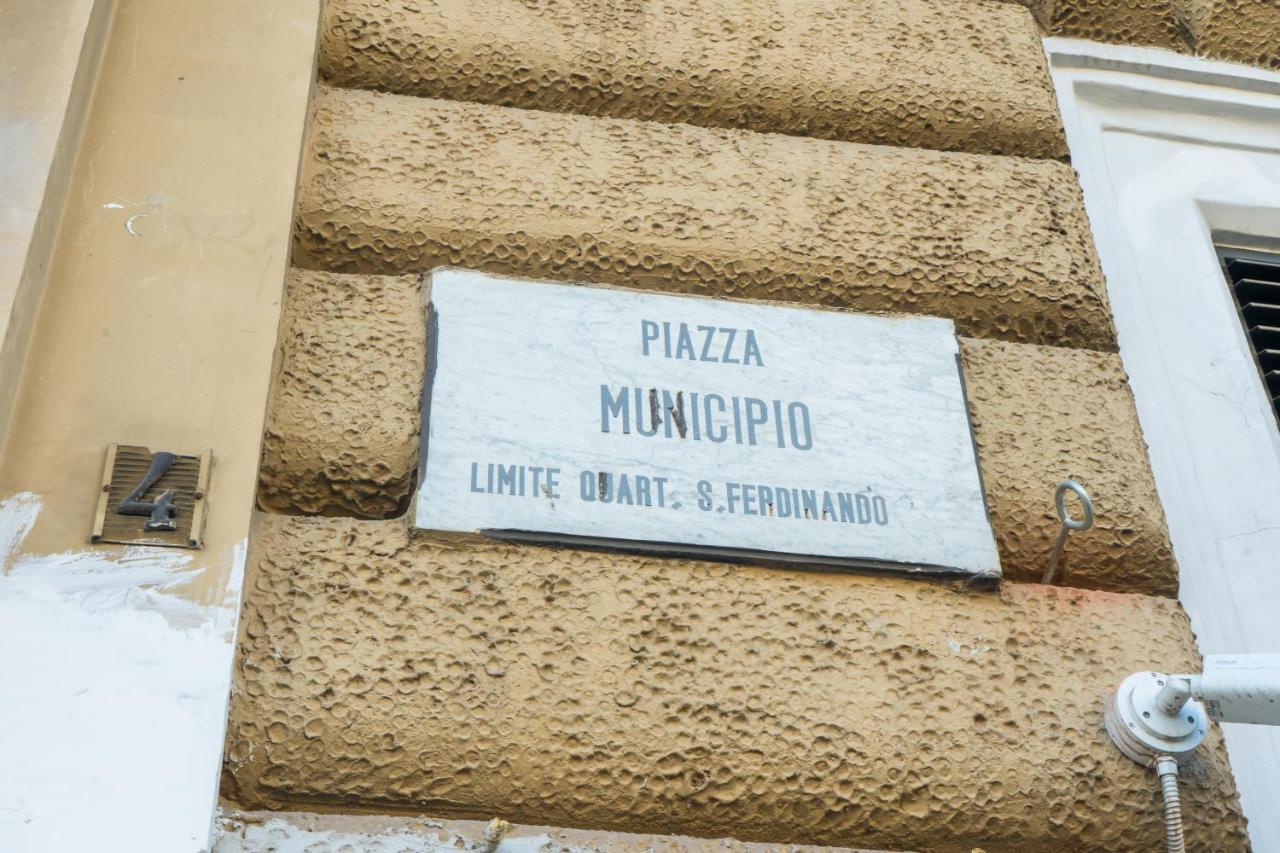 PIAZZA
MUNICIPIO
LIMITE QUART. S. FERDINANDO
4